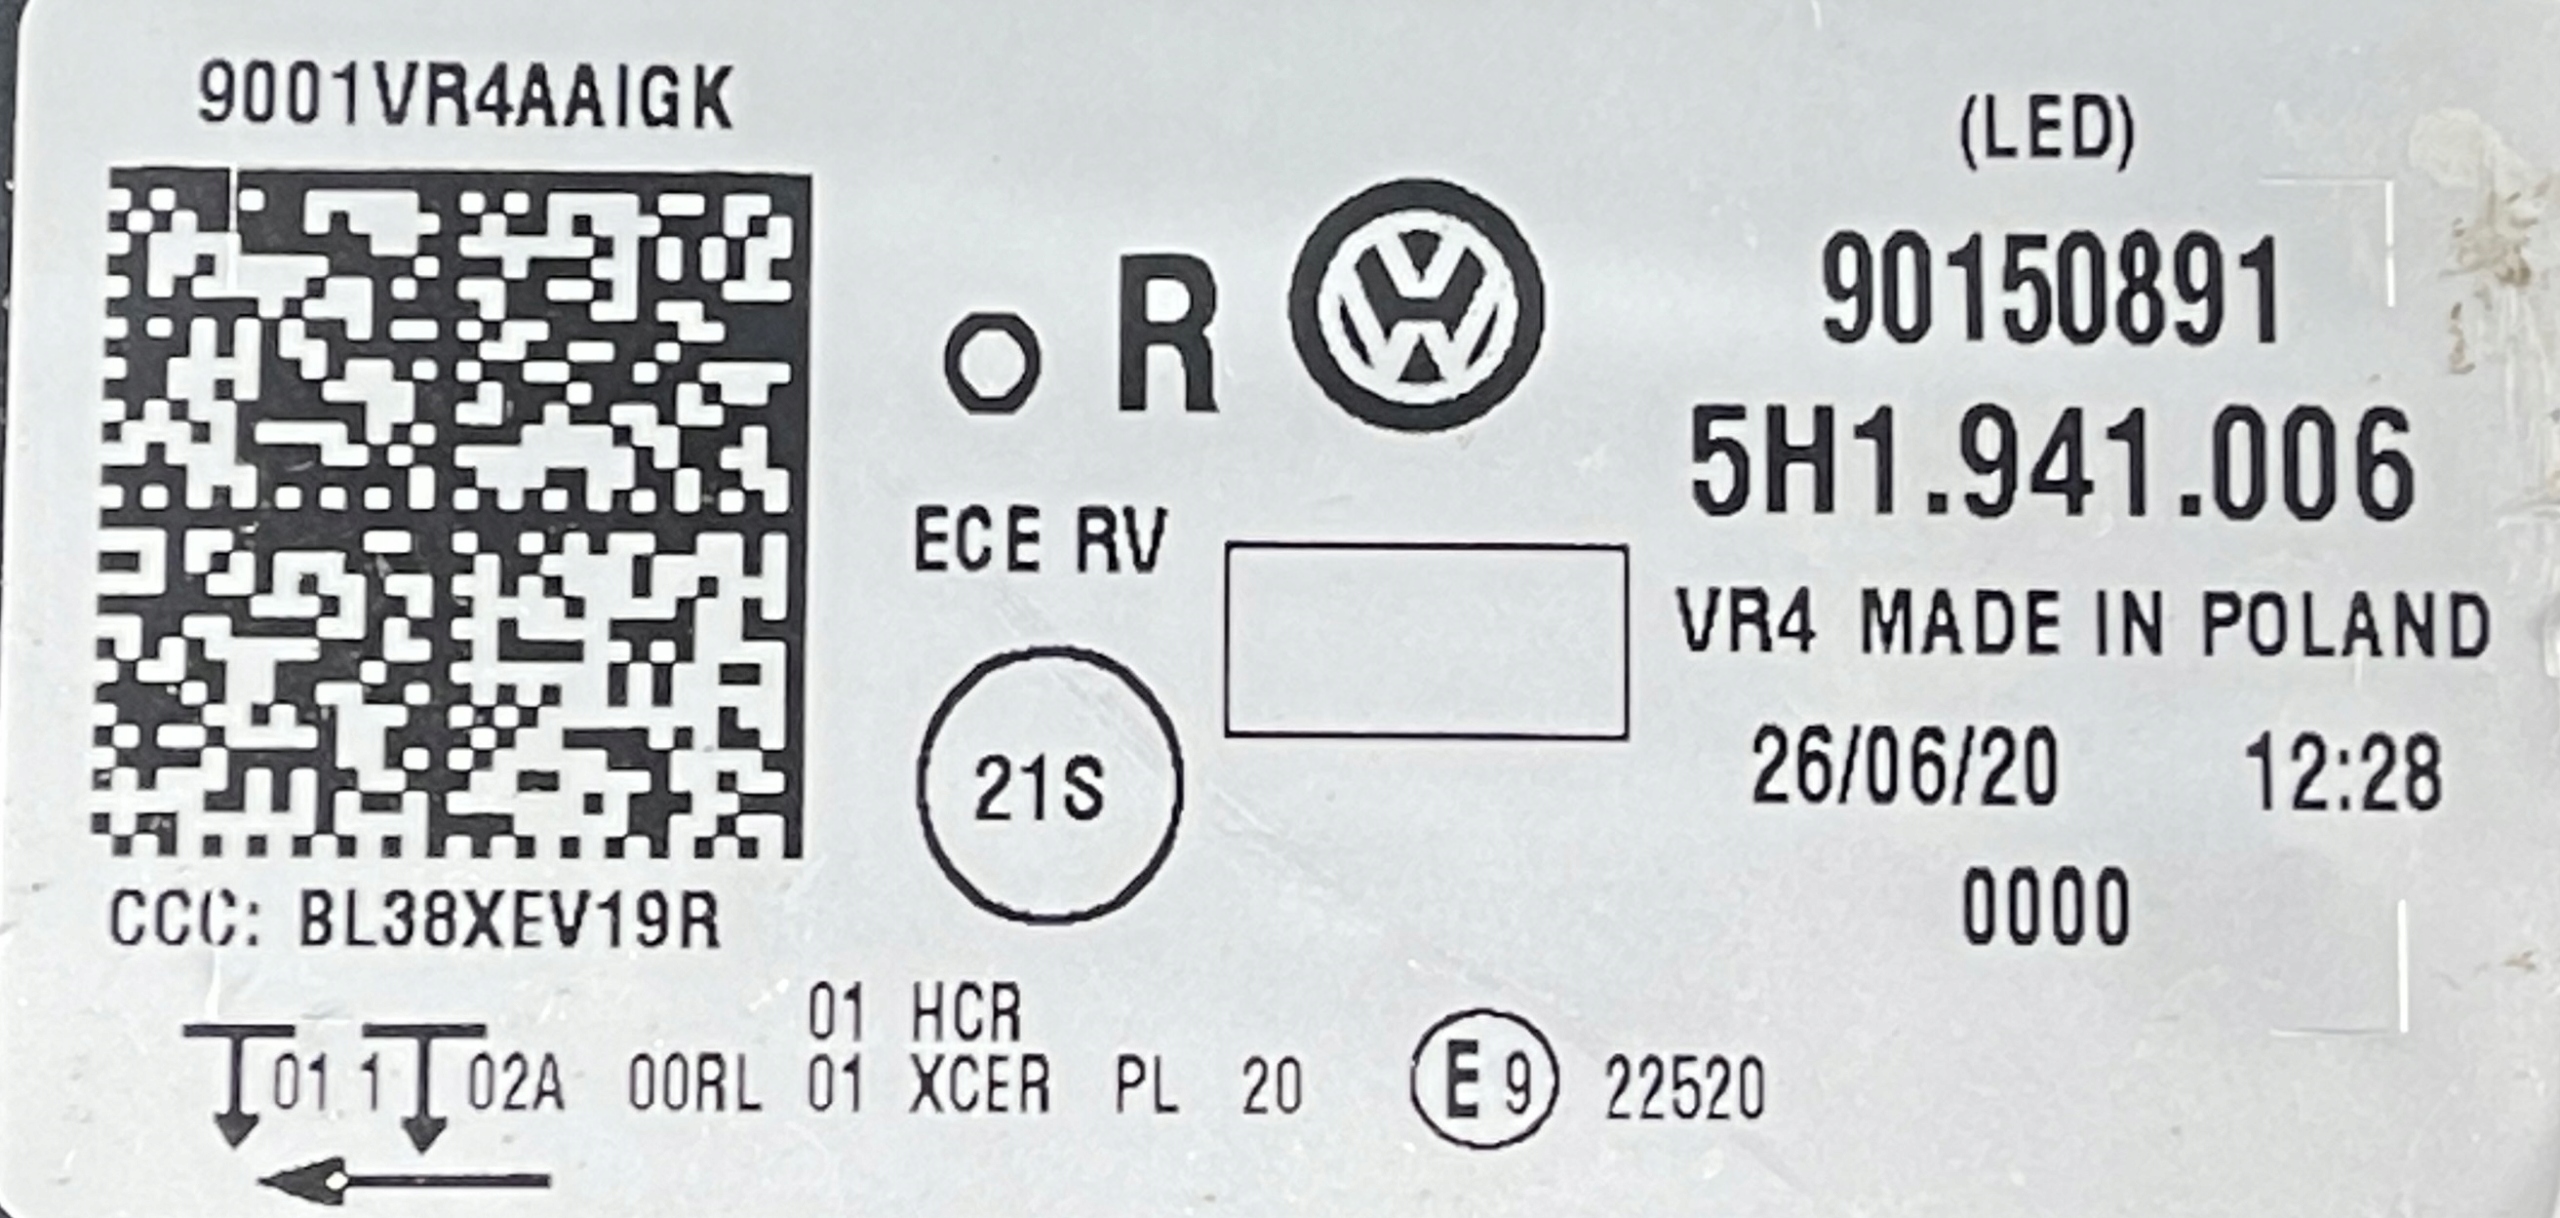 9001VR4AAIGK
(LED)
90150891
o R
5H1.941.006
ECE RV
VR4 MADE IN POLAND
21S
26/06/20 12:28
0000
CCC: BL38XEV19R
01 HCR
01 1 02A 00RL 01 XCER PL 20 E9 22520